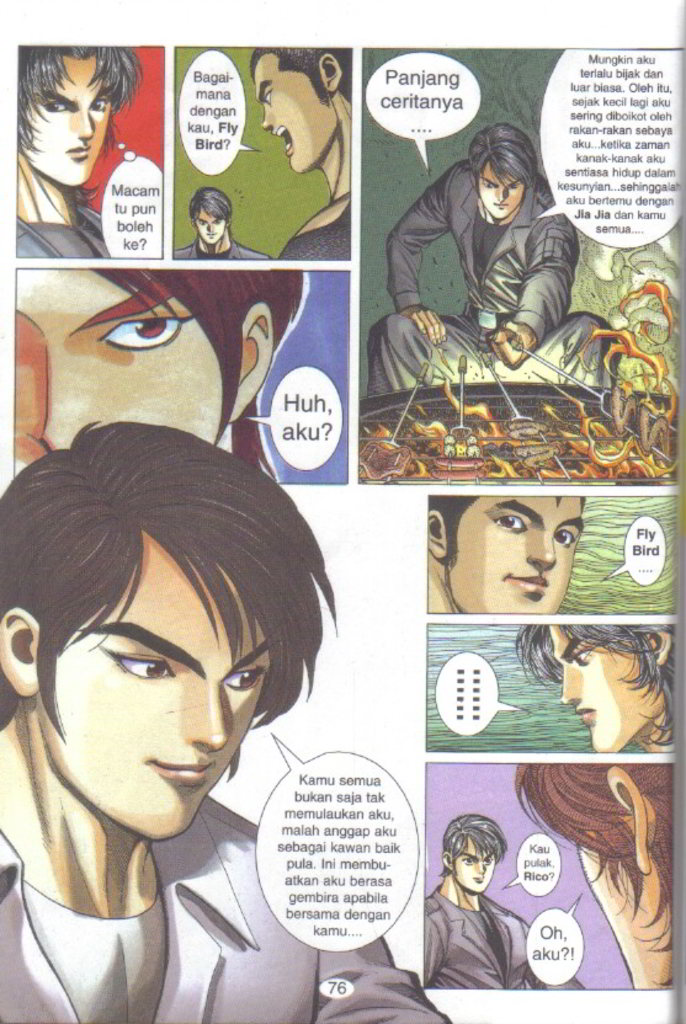 Macam
tu pun
boleh
ke?
Bagai-
mana
dengan
kau, Fly
Bird?
Panjang
ceritanya
....
Mungkin aku
terlalu bijak dan
luar biasa. Oleh itu,
sejak kecil lagi aku
sering diboikot oleh
rakan-rakan sebaya
aku...ketika zaman
kanak-kanak aku
sentiasa hidup dalam
kesunyian...sehinggalah
aku bertemu dengan
Jia Jia dan kamu
semua....
Huh,
aku?
Fly
Bird
....
Kamu semua
bukan saja tak
memulaukan aku,
malah anggap aku
sebagai kawan baik
pula. Ini membu-
atkan aku berasa
gembira apabila
bersama dengan
kamu....
Kau
pulak,
Rico?
Oh,
aku?!
76